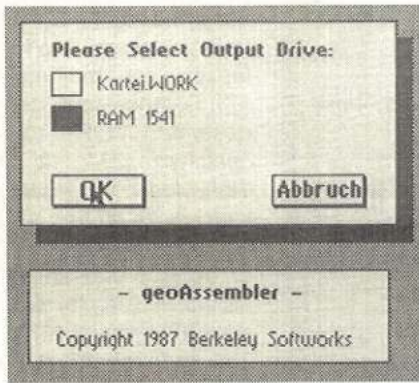 Please Select Output Drive:
Kartei.WORK
RAM 1541
OK
Abbruch
- geoAssembler -
Copyright 1987 Berkeley Softworks